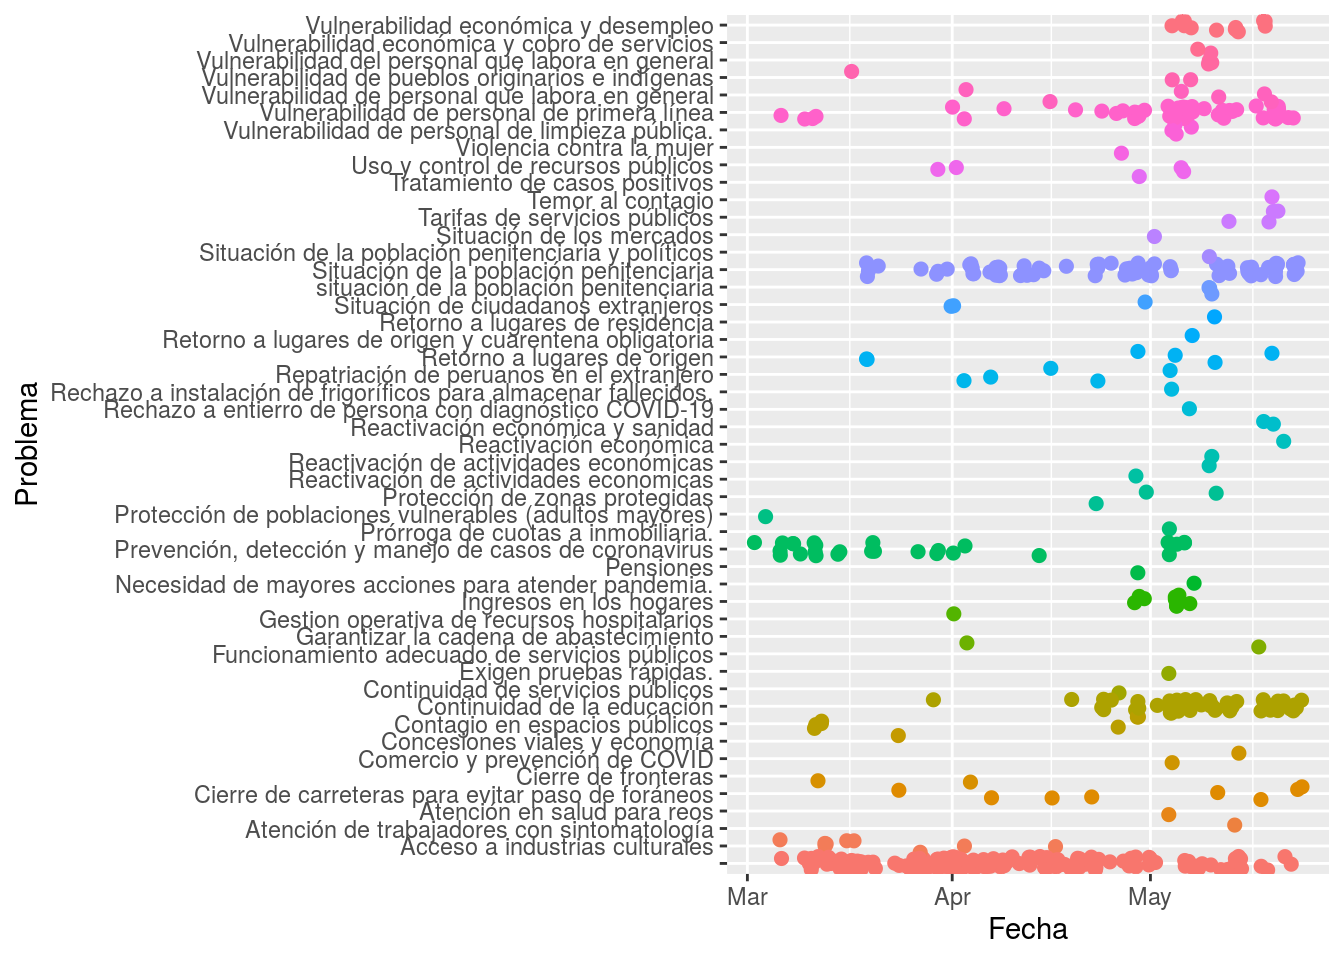 Vulnerabilidad económica y desempleo
Vulnerabilidad económica y cobro de servicios
Vulnerabilidad del personal que labora en general
Vulnerabilidad de pueblos originarios e indígenas
Vulnerabilidad de personal que labora en general
Vulnerabilidad de personal de primera línea
Vulnerabilidad de personal de limpieza pública.
Violencia contra la mujer
Uso y control de recursos públicos
Tratamiento de casos positivos
Temor al contagio
Tarifas de servicios públicos
Situación de los mercados
Situación de la población penitenciaria y políticos
Situación de la población penitenciaria
situación de la población penitenciaria
Situación de ciudadanos extranjeros
Retorno a lugares de residencia
Retorno a lugares de origen y cuarentena obligatoria
Retorno a lugares de origen
Repatriación de peruanos en el extranjero
Rechazo a instalación de frigoríficos para almacenar fallecidos.
Rechazo a entierro de persona con diagnóstico COVID-19
Reactivación económica y sanidad
Reactivación económica
Reactivación de actividades económicas
Reactivación de actividades economicas
Protección de zonas protegidas
Protección de poblaciones vulnerables (adultos mayores)
Prórroga de cuotas a inmobiliaria.
Prevención, detección y manejo de casos de coronavirus
Pensiones
Necesidad de mayores acciones para atender pandemia.
Ingresos en los hogares
Gestion operativa de recursos hospitalarios
Garantizar la cadena de abastecimiento
Funcionamiento adecuado de servicios públicos
Exigen pruebas rápidas.
Continuidad de servicios públicos
Continuidad de la educación
Contagio en espacios públicos
Concesiones viales y economía
Comercio y prevención de COVID
Cierre de fronteras
Cierre de carreteras para evitar paso de foráneos
Atención en salud para reos
Atención de trabajadores con sintomatología
Acceso a industrias culturales
Problema
Mar Apr May
Fecha